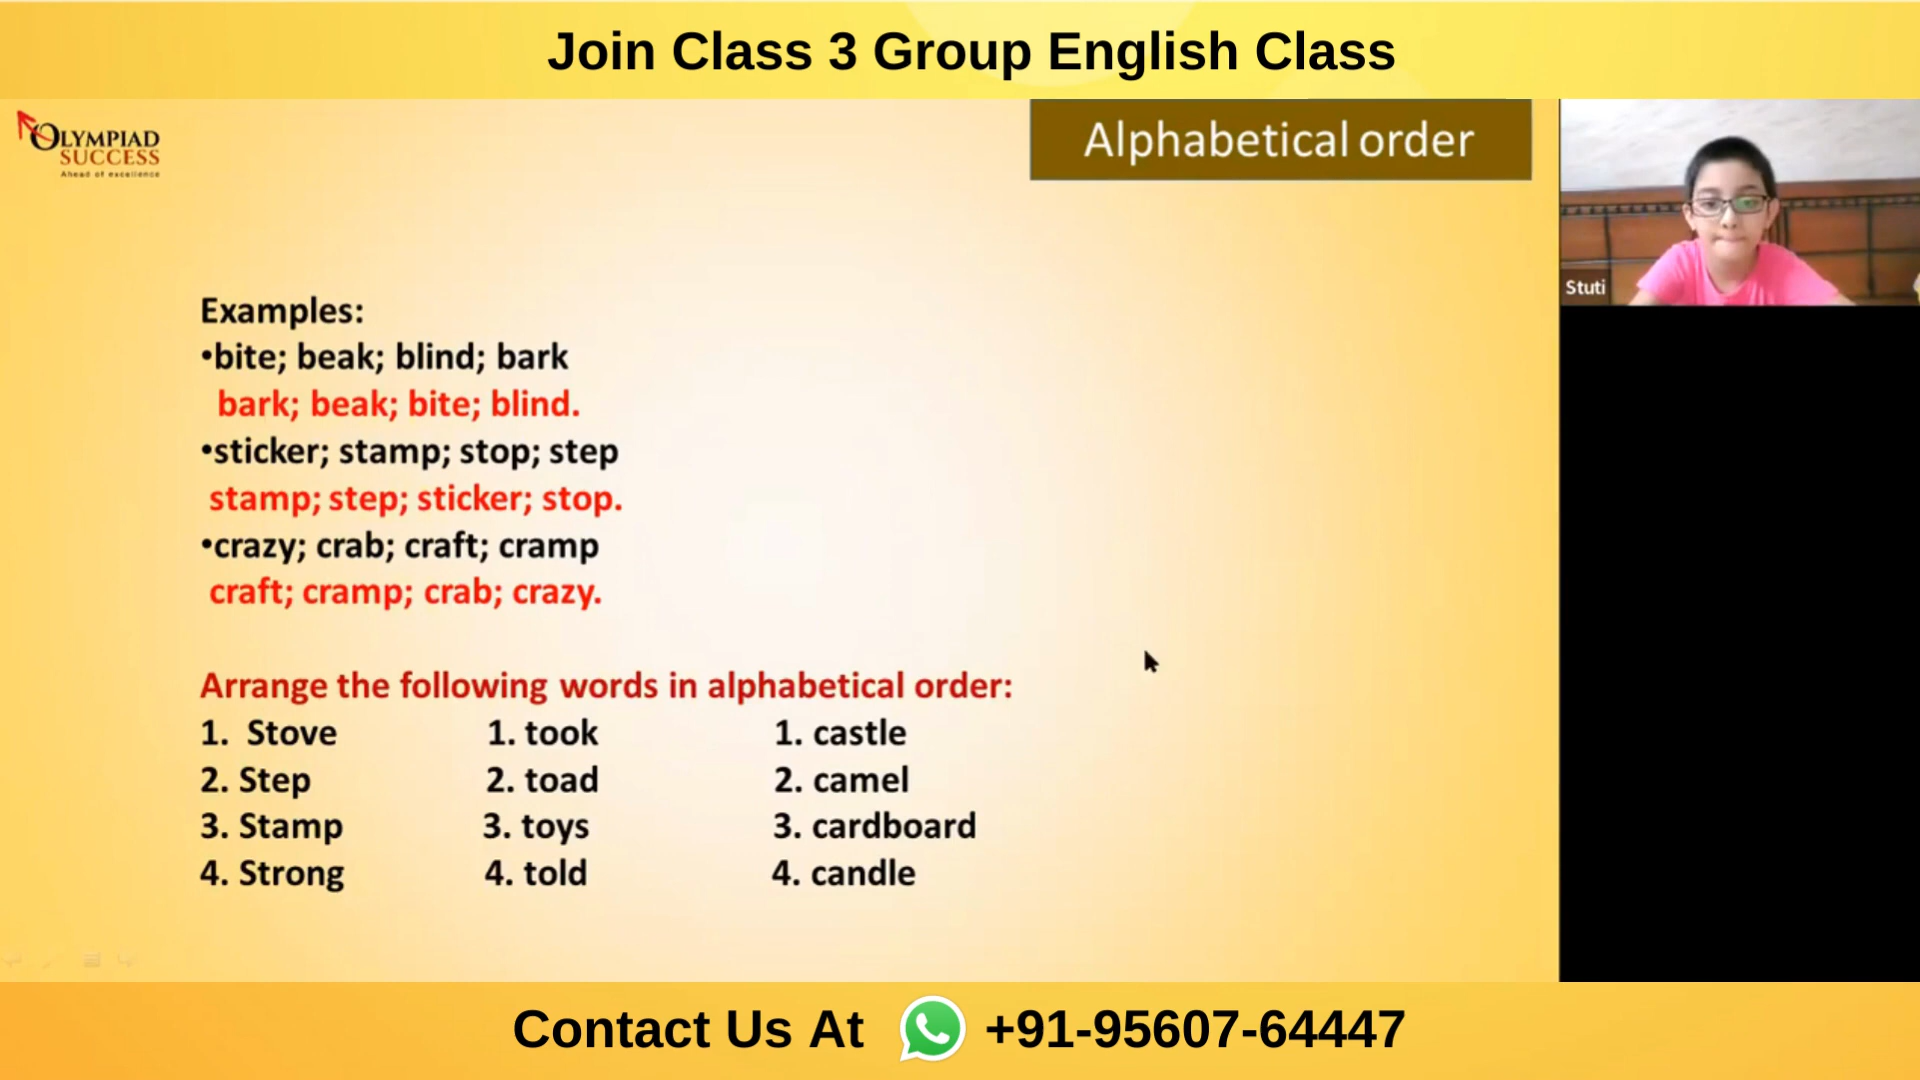 Join Class 3 Group English Class
OLYMPIAD
SUCCESS
Ahead of excellence
Alphabetical order
Stuti
Examples:
•bite; beak; blind; bark
bark; beak; bite; blind.
•sticker; stamp; stop; step
stamp; step; sticker; stop.
•crazy; crab; craft; cramp
craft; cramp; crab; crazy.
Arrange the following words in alphabetical order:
1. Stove 1. took 1. castle
2. Step 2. toad 2. camel
3. Stamp 3. toys 3. cardboard
4. Strong 4. told 4. candle
Contact Us At +91-95607-64447